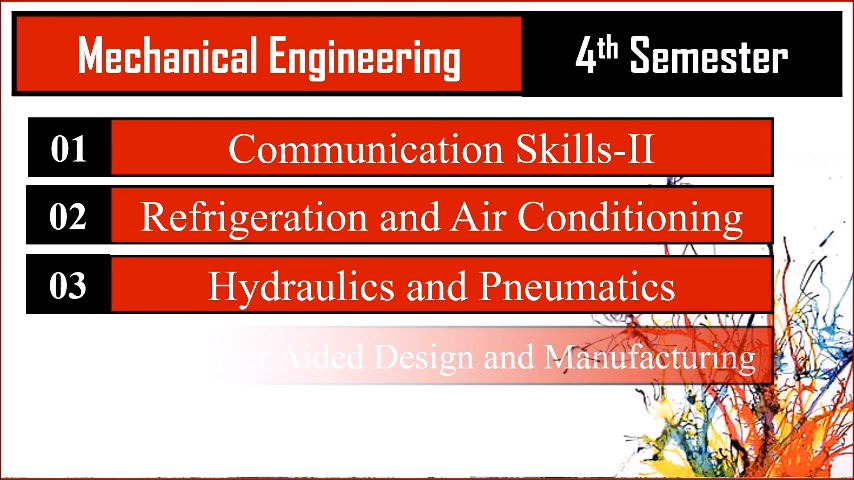 Mechanical Engineering 4th Semester
01 Communication Skills-II
02 Refrigeration and Air Conditioning
03 Hydraulics and Pneumatics
Aided Design and Manufacturing